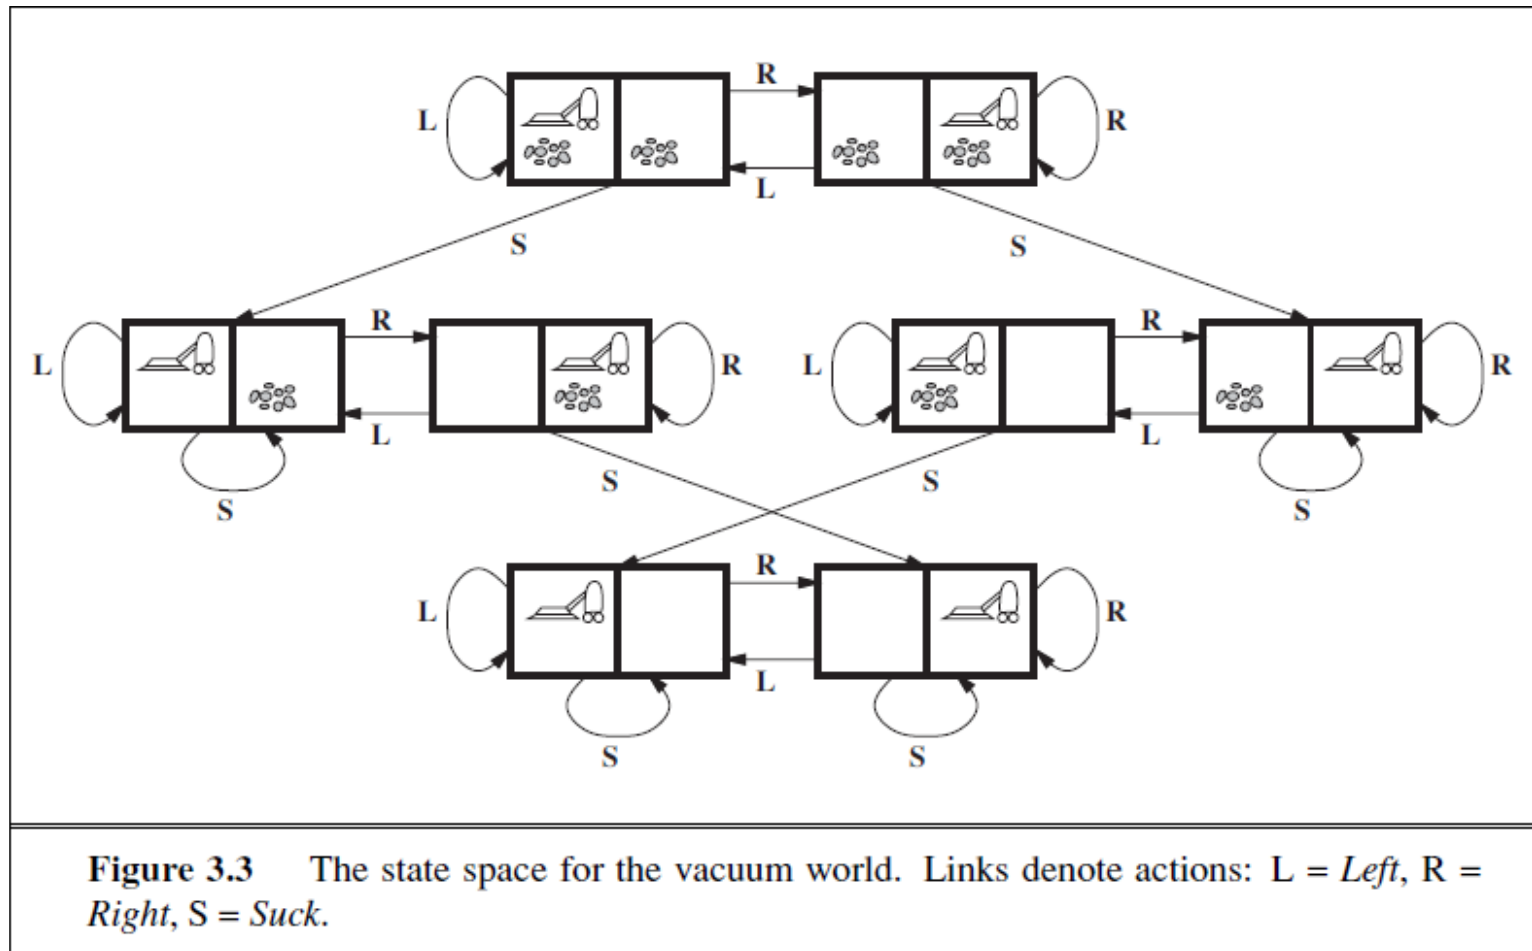 R
L
R
L
S
S
R
R
L
R
L
R
L
L
S
S
S
S
R
L
R
L
S
S
Figure 3.3 The state space for the vacuum world. Links denote actions: L = Left, R =
Right, S = Suck.